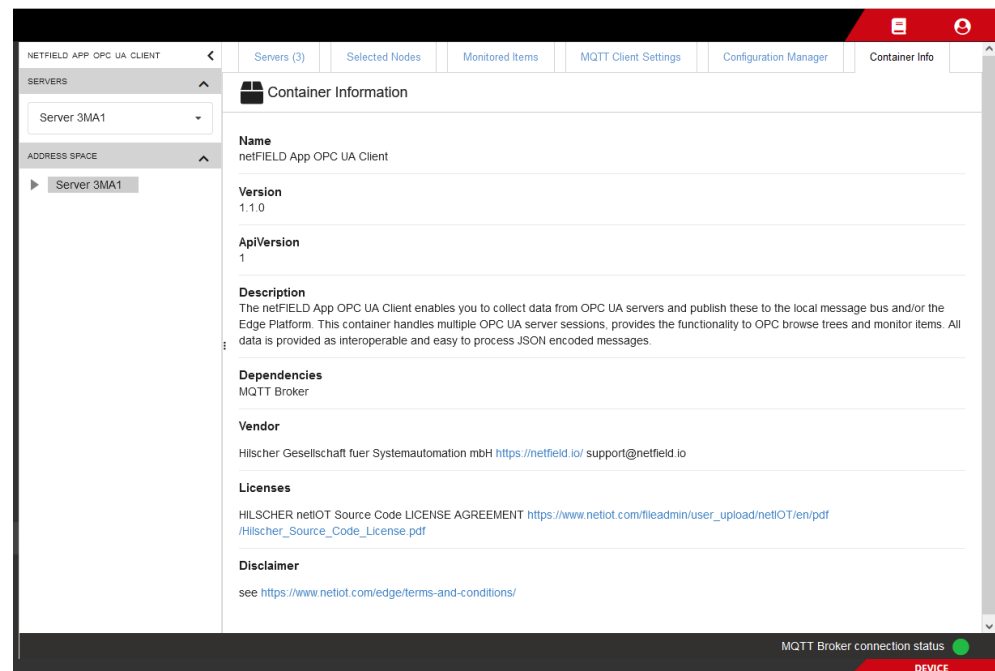 NETFIELD APP OPC UA CLIENT
Servers (3) Selected Nodes Monitored Items MQTT Client Settings Configuration Manager Container Info
SERVERS
Server 3MA1
ADDRESS SPACE
Server 3MA1
Container Information
Name
netFIELD App OPC UA Client
Version
1.1.0
ApiVersion
1
Description
The netFIELD App OPC UA Client enables you to collect data from OPC UA servers and publish these to the local message bus and/or the
Edge Platform. This container handles multiple OPC UA server sessions, provides the functionality to OPC browse trees and monitor items. All
data is provided as interoperable and easy to process JSON encoded messages.
Dependencies
MQTT Broker
Vendor
Hilscher Gesellschaft fuer Systemautomation mbH https://netfield.io/ support@netfield.io
Licenses
HILSCHER netIOT Source Code LICENSE AGREEMENT https://www.netiot.com/fileadmin/user_upload/netIOT/en/pdf
/Hilscher_Source_Code_License.pdf
Disclaimer
see https://www.netiot.com/edge/terms-and-conditions/
MQTT Broker connection status
DEVICE